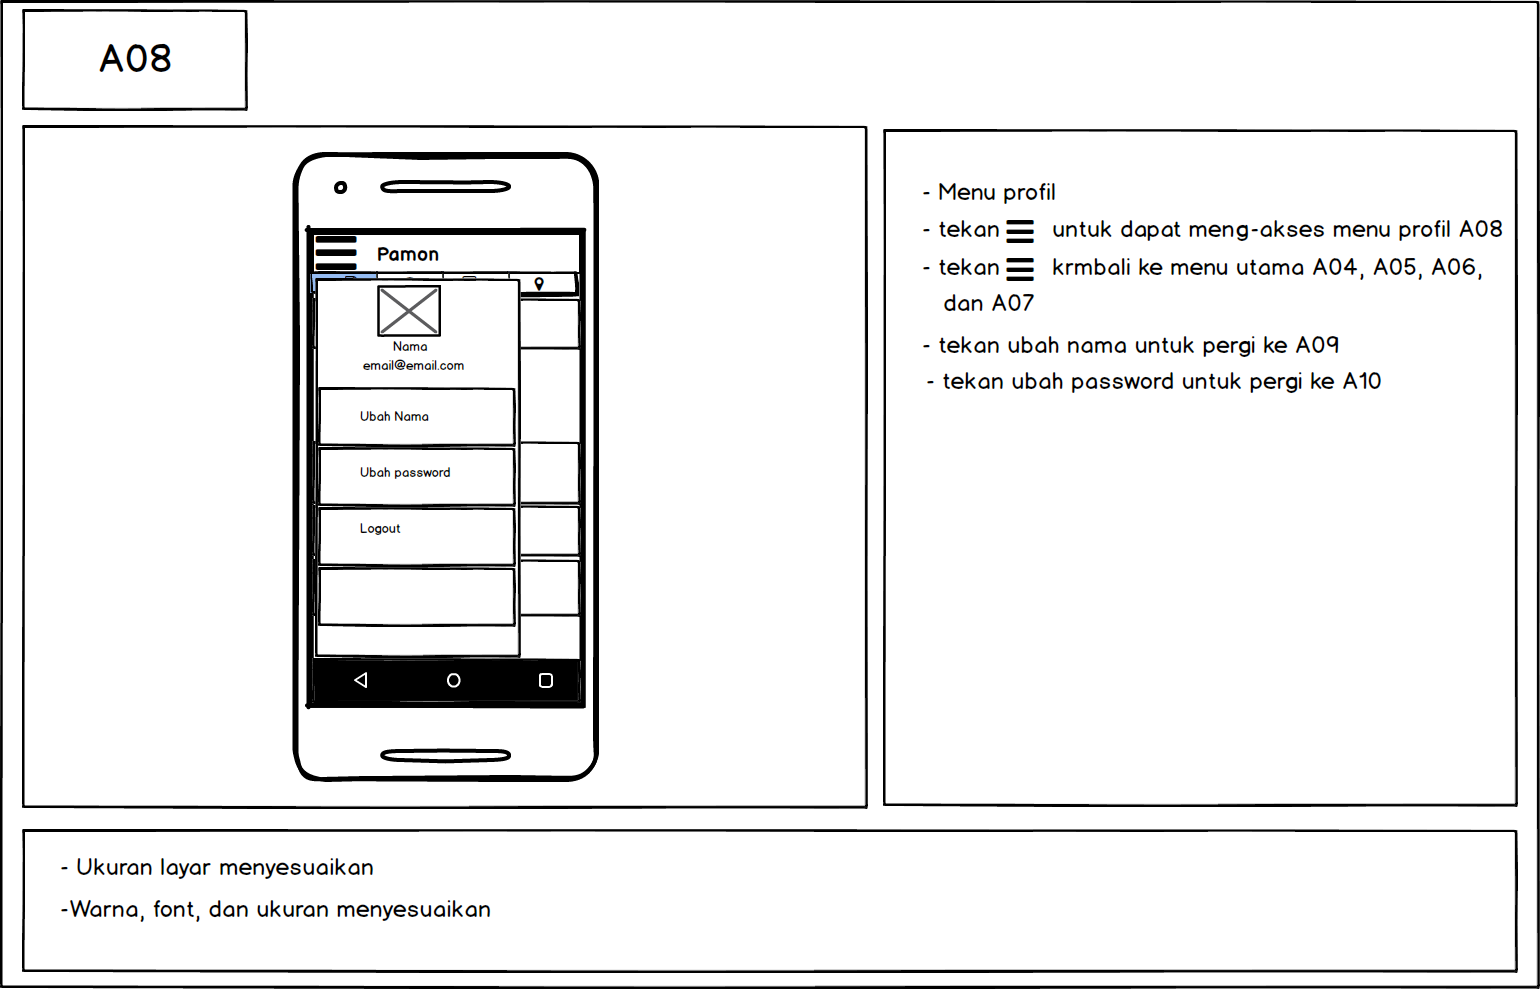 A08
Pamon
Nama
email@email.com
Ubah Nama
Ubah password
Logout
- Menu profil
- tekan untuk dapat meng-akses menu profil A08
- tekan krmbali ke menu utama A04, A05, A06,
dan A07
- tekan ubah nama untuk pergi ke A09
- tekan ubah password untuk pergi ke A10
- Ukuran layar menyesuaikan
-Warna, font, dan ukuran menyesuaikan